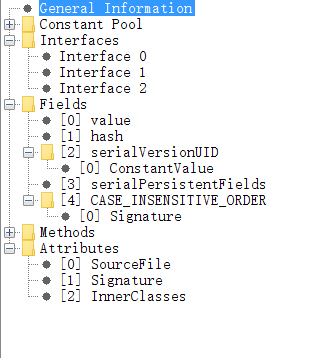 General Information
Constant Pool
Interfaces
Interface 0
Interface 1
Interface 2
Fields
[0] value
[1] hash
[2] serialVersionUID
[0] ConstantValue
[3] serialPersistentFields
[4] CASE_INSENSITIVE_ORDER
[0] Signature
Methods
Attributes
[0] SourceFile
[1] Signature
[2] InnerClasses